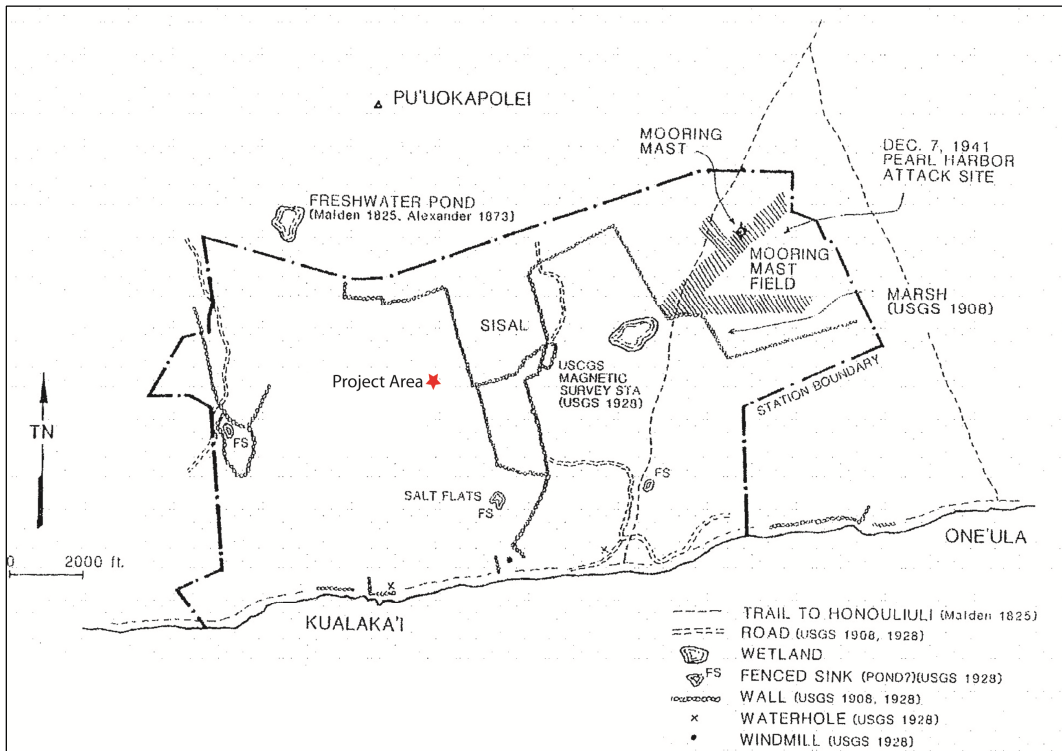 PU'UOKAPOLEI
MOORING
MAST
DEC. 7, 1941
PEARL HARBOR
ATTACK SITE
FRESHWATER POND
(Malden 1825, Alexander 1873)
MOORING
MAST
FIELD
MARSH
(USGS 1908)
SISAL
USCGS
MAGNETIC
SURVEY STA
(USGS 1928)
Project Area
STATION BOUNDARY
TN
FS
FS
SALT FLATS
FS
ONE'ULA
0 2000 ft.
KUALAKA'I
TRAIL TO HONOULIULI (Malden 1825)
ROAD (USGS 1908, 1928)
WETLAND
FS FENCED SINK (POND?)(USGS 1928)
WALL (USGS 1908, 1928)
WATERHOLE (USGS 1928)
WINDMILL (USGS 1928)